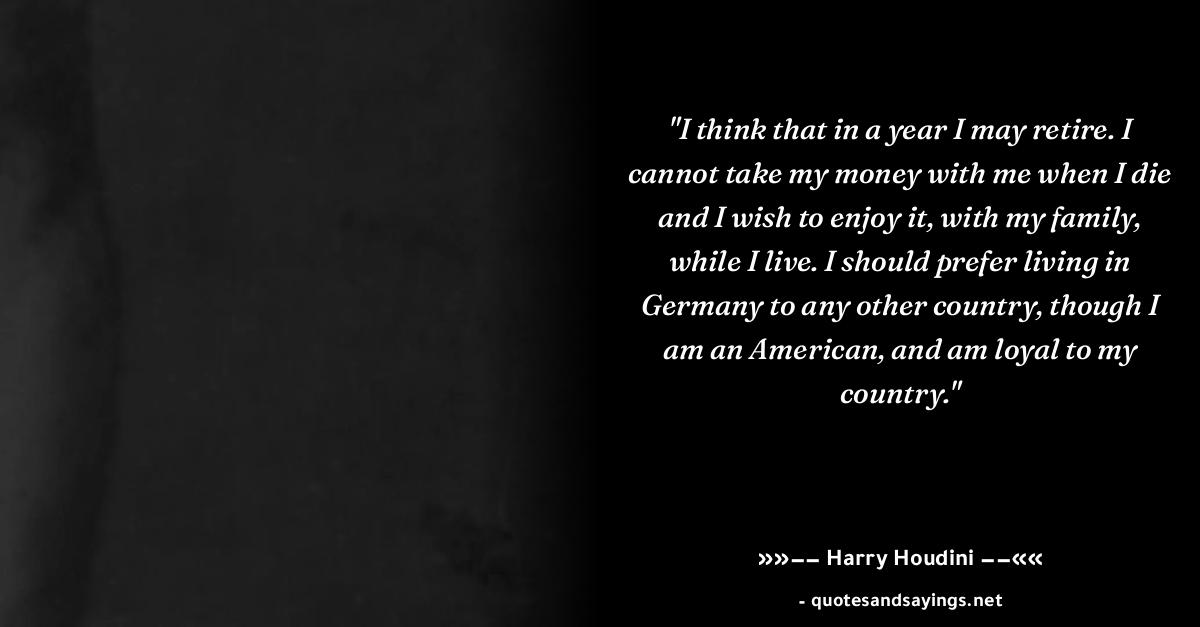 "I think that in a year I may retire. I
cannot take my money with me when I die
and I wish to enjoy it, with my family,
while I live. I should prefer living in
Germany to any other country, though I
am an American, and am loyal to my
country."
»»−− Harry Houdini −−««
- quotesandsayings.net